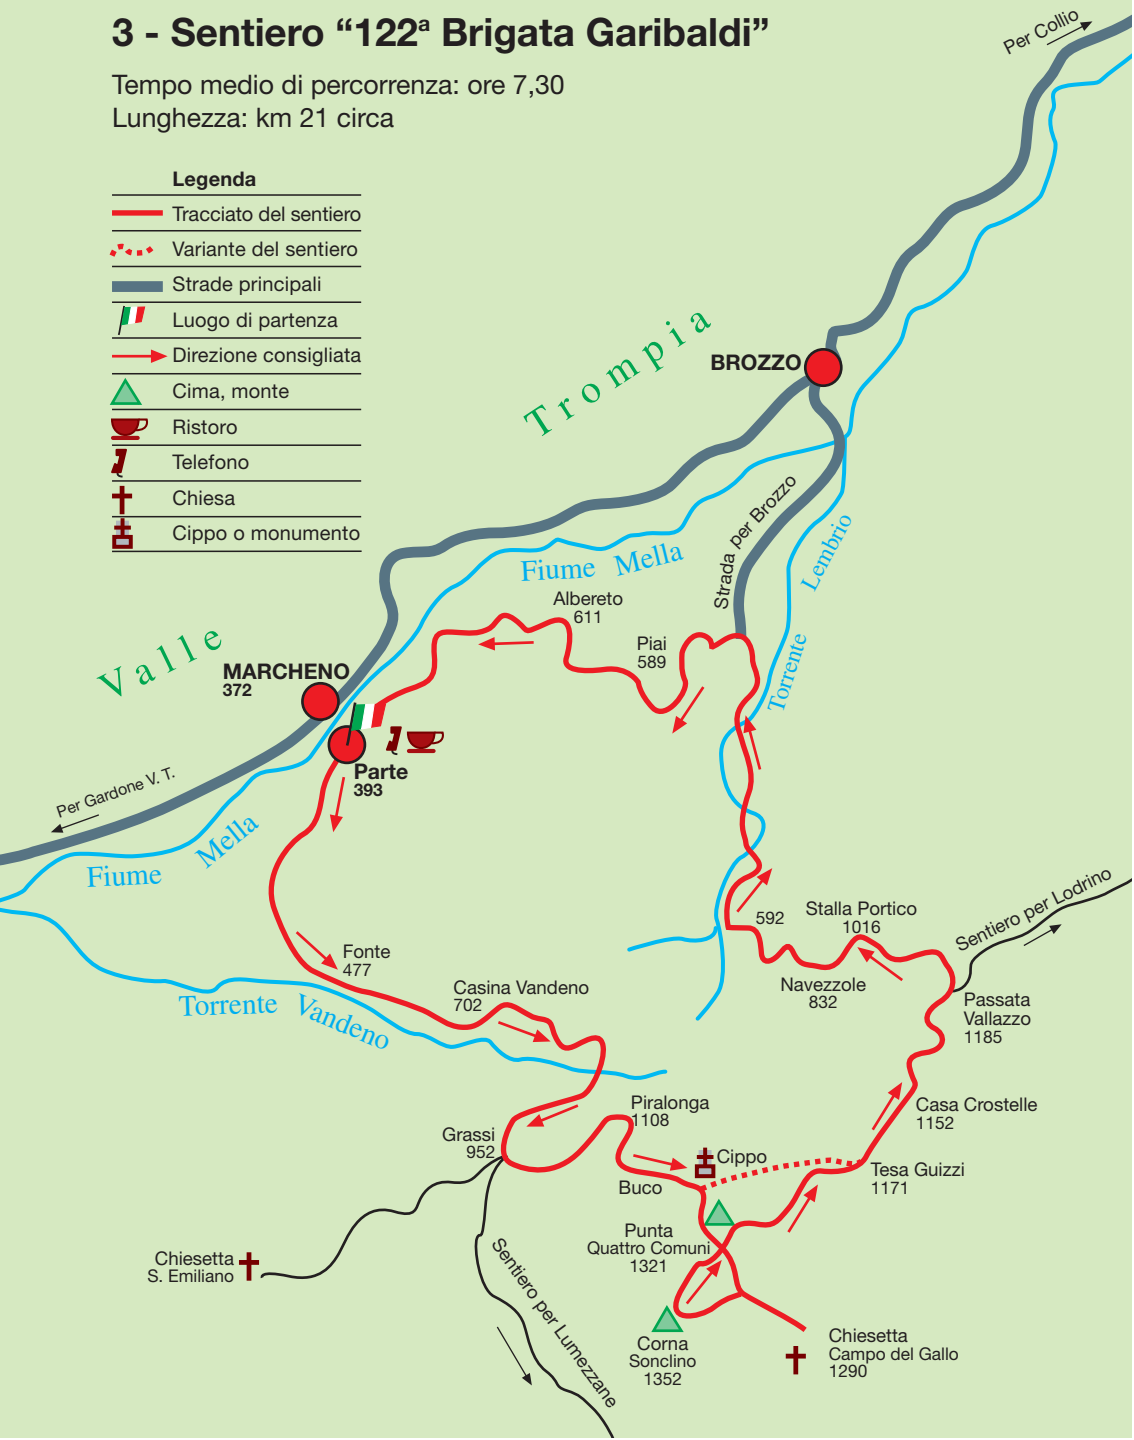 3 - Sentiero “122ª Brigata Garibaldi”
Tempo medio di percorrenza: ore 7,30
Lunghezza: km 21 circa
Legenda
Tracciato del sentiero
Variante del sentiero
Strade principali
Luogo di partenza
Direzione consigliata
Cima, monte
Ristoro
Telefono
Chiesa
Cippo o monumento
Per Collio
Valle Trompia
BROZZO
Strada per Brozzo
Torrente Lembrio
Fiume Mella
Albereto
611
Piai
589
MARCHENO
372
Parte
393
Per Gardone V. T.
Fiume Mella
Fonte
477
Torrente Vandeno
Casina Vandeno
702
592
Stalla Portico
1016
Navezzole
832
Sentiero per Lodrino
Passata
Vallazzo
1185
Casa Crostelle
1152
Piralonga
1108
Grassi
952
Cippo
Buco
Tesa Guizzi
1171
Punta
Quattro Comuni
1321
Chiesetta
S. Emiliano
Sentiero per Lumezzane
Corna
Sonclino
1352
Chiesetta
Campo del Gallo
1290